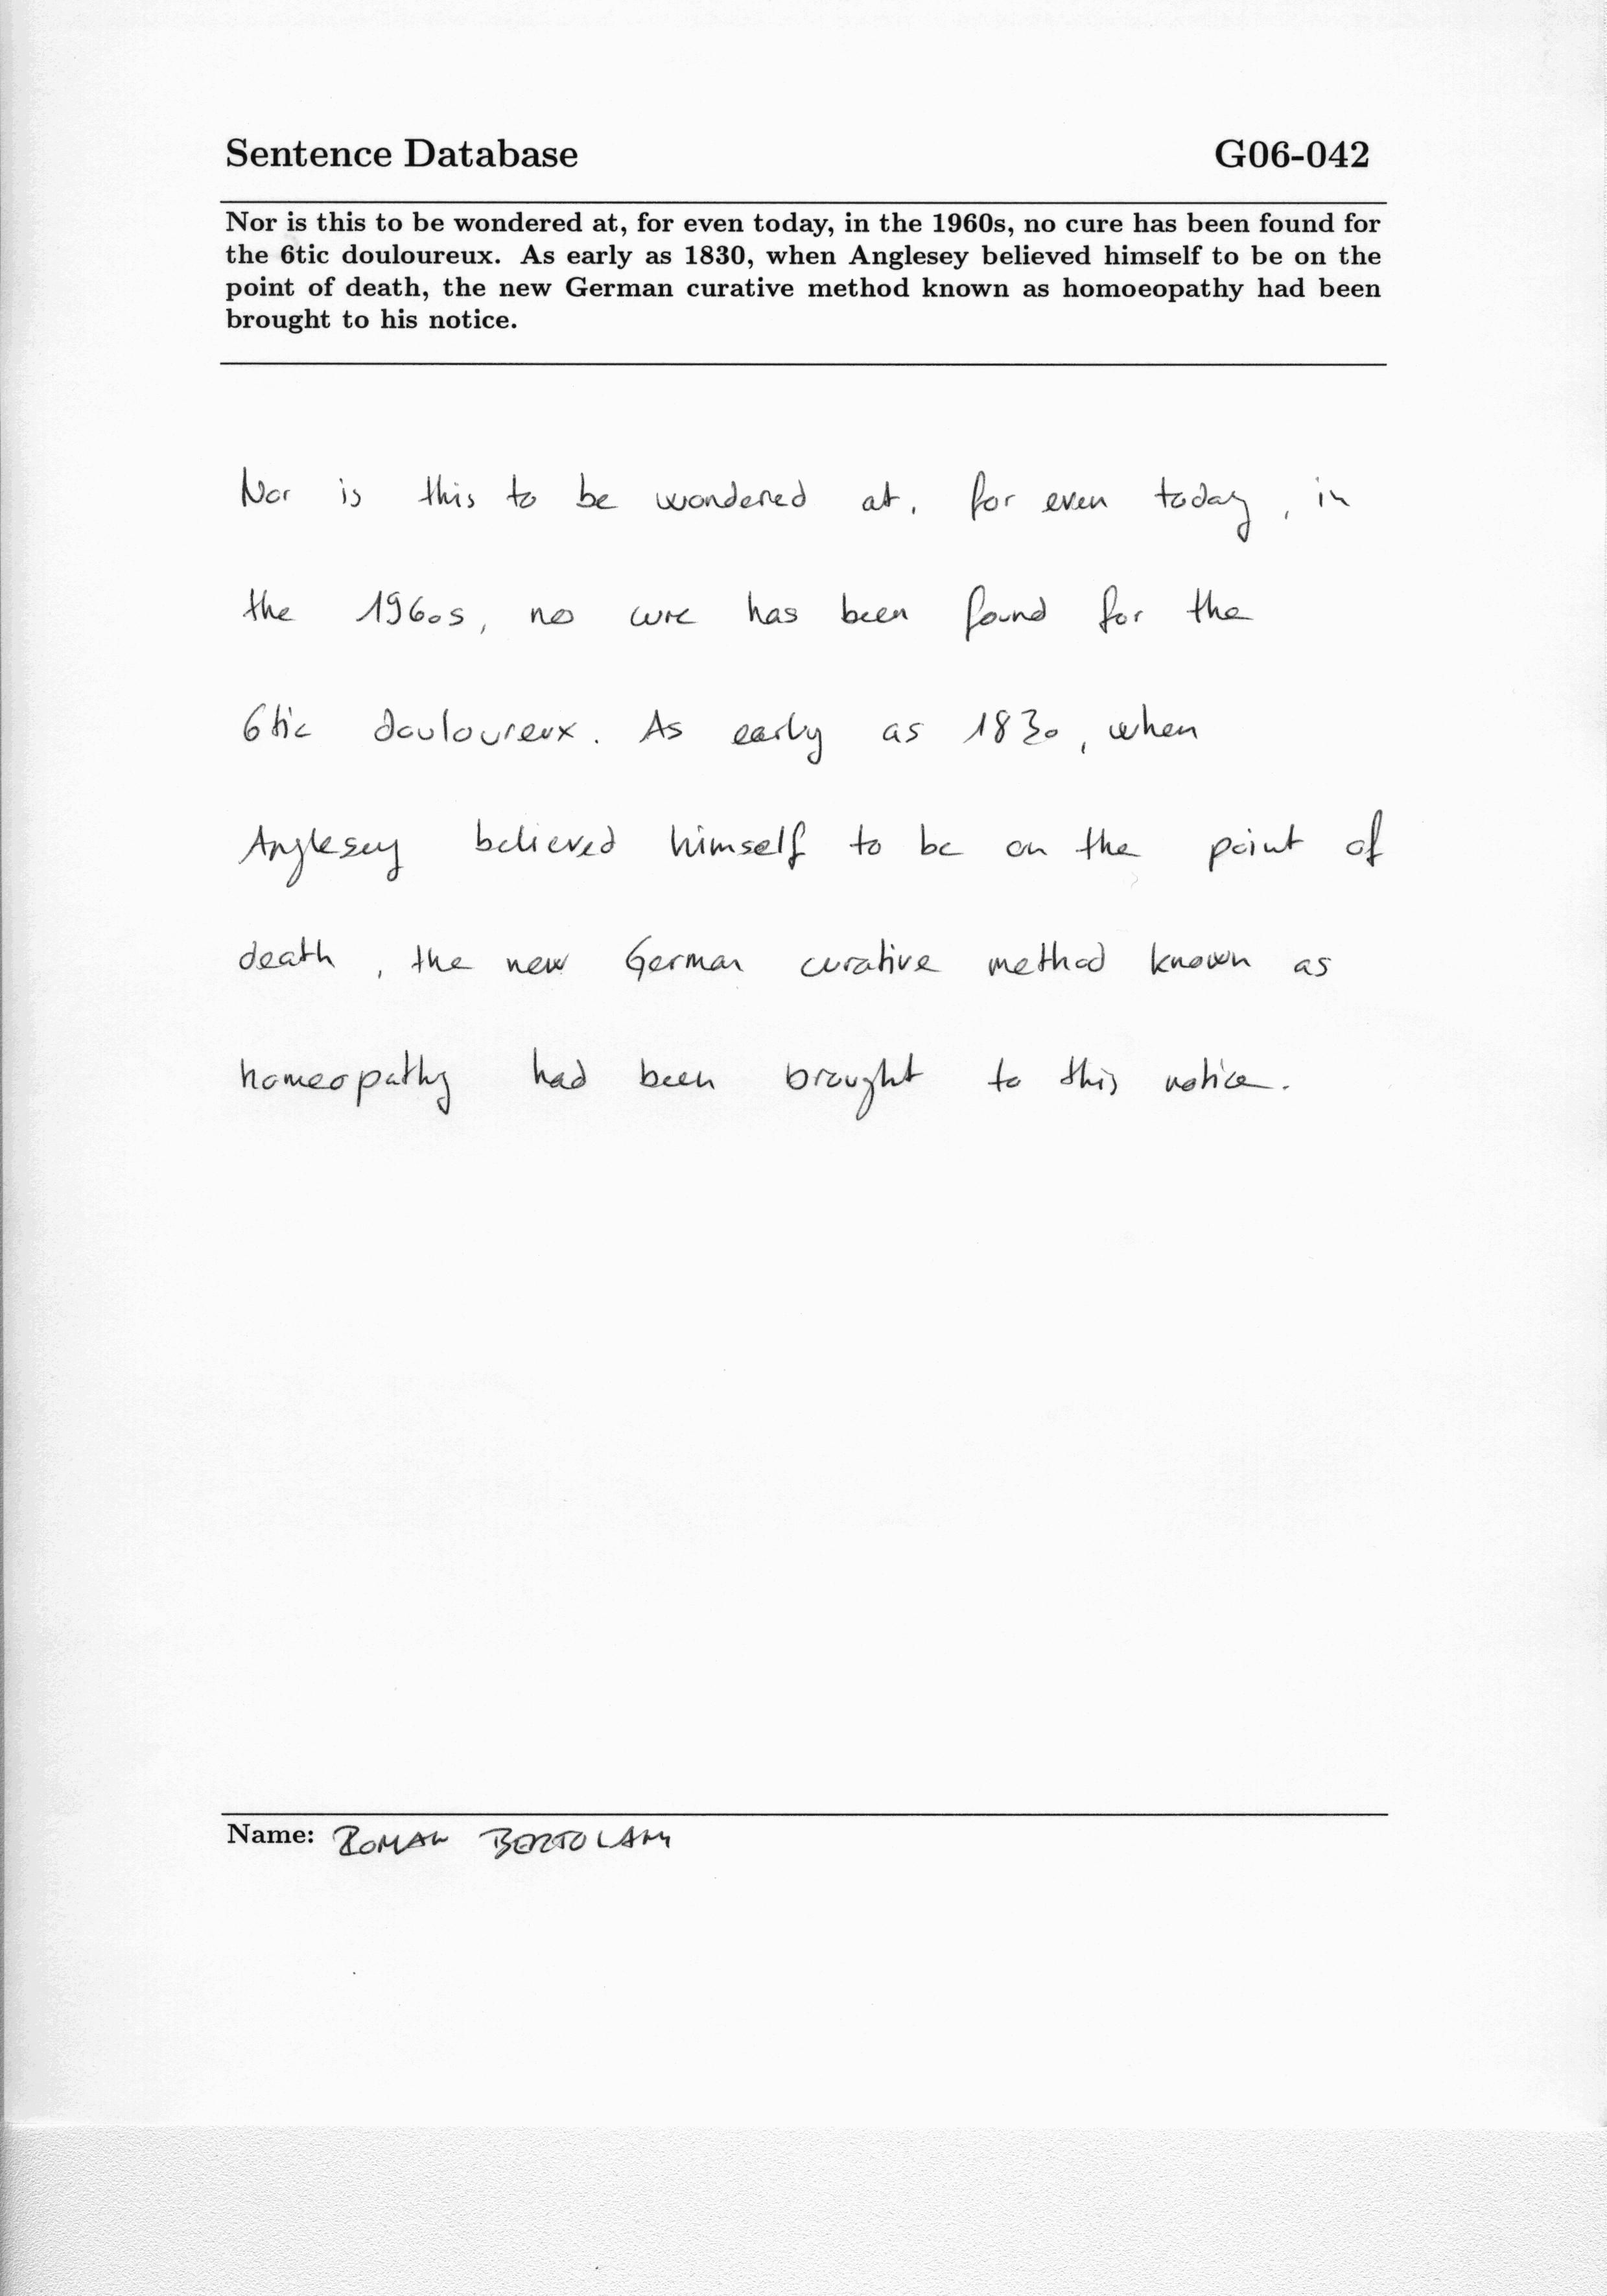 Sentence Database G06-042
Nor is this to be wondered at, for even today, in the 1960s, no cure has been found for
the 6tic douloureux. As early as 1830, when Anglesey believed himself to be on the
point of death, the new German curative method known as homoeopathy had been
brought to his notice.
Nor is this to be wondered at, for even today, in
the 1960s, no cure has been found for the
6tic douloureux. As early as 1830, when
Anglesey believed himself to be on the point of
death, the new German curative method known as
homeopathy had been brought to this notice.
Name: ROMAN BERTOLAMI